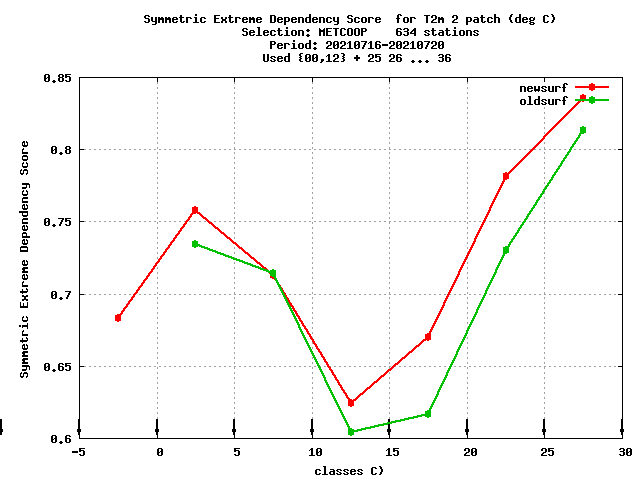 Symmetric Extreme Dependency Score  for T2m 2 patch (deg C)
Selection: METCOOP    634 stations
Period: 20210716-20210720
Used {00,12} + 25 26 ... 36
newsurf
oldsurf
Symmetric Extreme Dependency Score
0.85
0.8
0.75
0.7
0.65
0.6
-5 0 5 10 15 20 25 30
classes C)